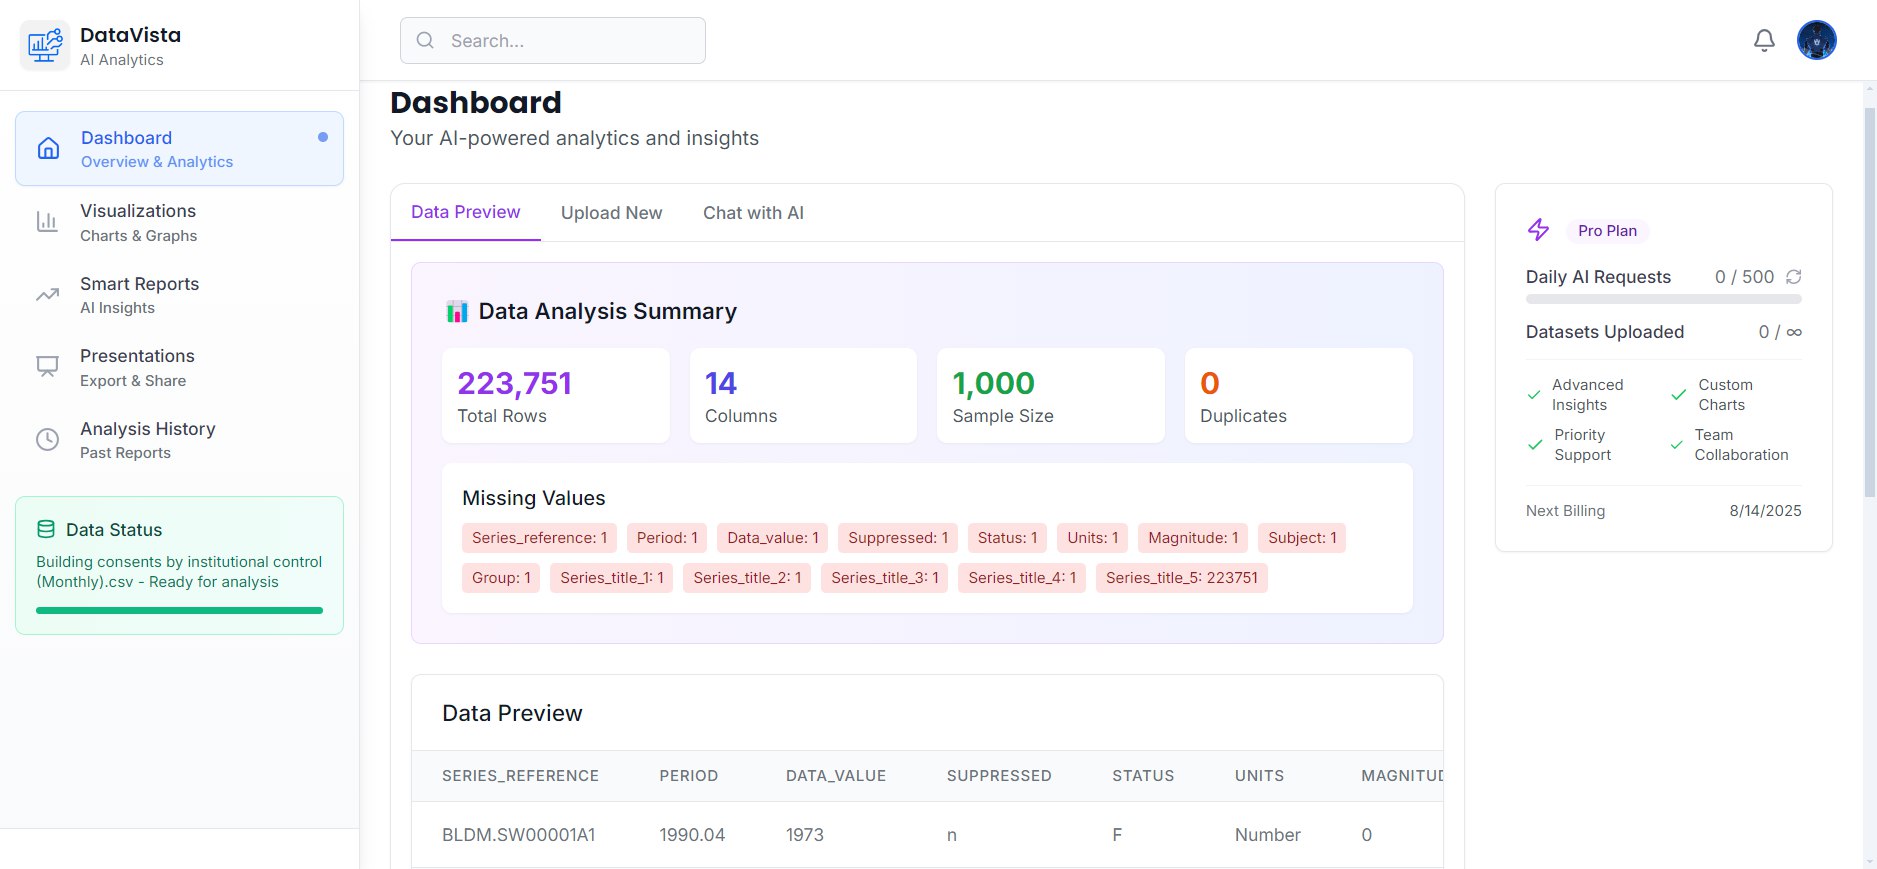 DataVista
AI Analytics
Dashboard
Overview & Analytics
Visualizations
Charts & Graphs
Smart Reports
AI Insights
Presentations
Export & Share
Analysis History
Past Reports
Data Status
Building consents by institutional control
(Monthly).csv - Ready for analysis
Search...
Dashboard
Your AI-powered analytics and insights
Data Preview Upload New Chat with AI
Data Analysis Summary
223,751
Total Rows
14
Columns
1,000
Sample Size
0
Duplicates
Missing Values
Series_reference: 1 Period: 1 Data_value: 1 Suppressed: 1 Status: 1 Units: 1 Magnitude: 1 Subject: 1
Group: 1 Series_title_1: 1 Series_title_2: 1 Series_title_3: 1 Series_title_4: 1 Series_title_5: 223751
Data Preview
SERIES_REFERENCE PERIOD DATA_VALUE SUPPRESSED STATUS UNITS MAGNITUD
BLDM.SW00001A1 1990.04 1973 n F Number 0
Pro Plan
Daily AI Requests 0 / 500
Datasets Uploaded 0 / ∞
Advanced
Insights
Custom
Charts
Priority
Support
Team
Collaboration
Next Billing 8/14/2025